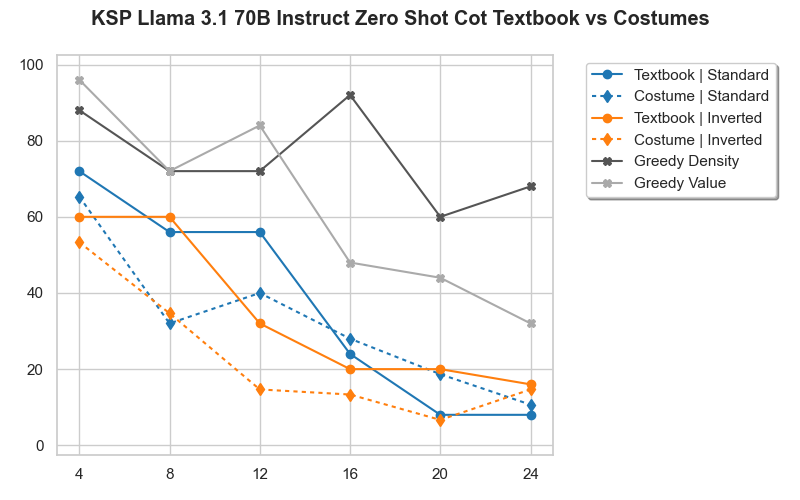 KSP Llama 3.1 70B Instruct Zero Shot Cot Textbook vs Costumes
100
80
60
40
20
0
4 8 12 16 20 24
Textbook | Standard
Costume | Standard
Textbook | Inverted
Costume | Inverted
Greedy Density
Greedy Value